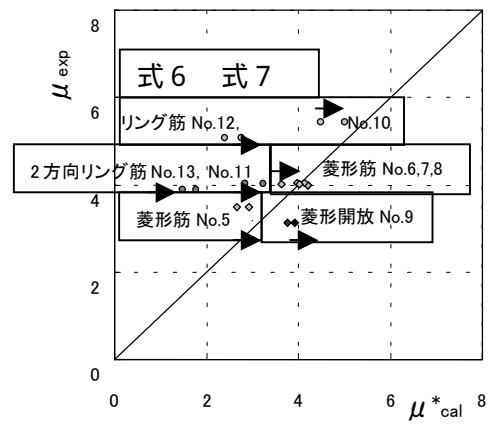 8
μ exp
式６ 式７
6
リング筋 No.12, No.10
2方向リング筋 No.13, No.11 菱形筋 No.6,7,8
4
菱形筋 No.5 菱形開放 No.9
2
0
0 2 4 6 8
μ*cal